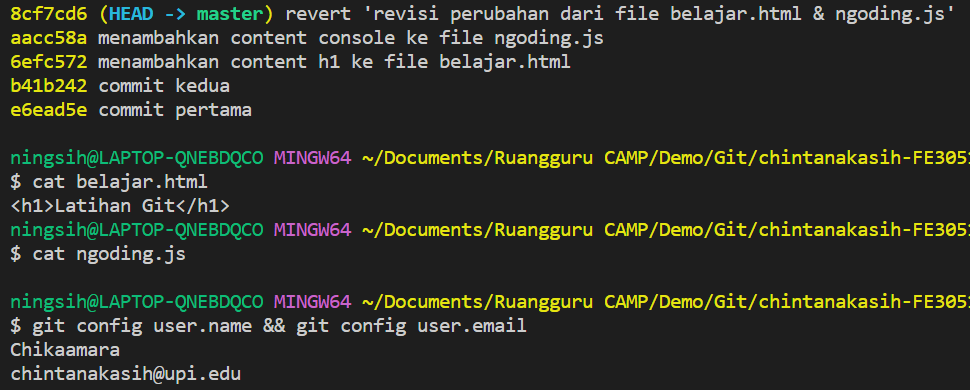 8cf7cd6 (HEAD -> master) revert 'revisi perubahan dari file belajar.html & ngoding.js'
aacc58a menambahkan content console ke file ngoding.js
6efc572 menambahkan content h1 ke file belajar.html
b41b242 commit kedua
e6ead5e commit pertama
ningsih@LAPTOP-QNEBDQCO MINGW64 ~/Documents/Ruangguru CAMP/Demo/Git/chintanakasih-FE3051
$ cat belajar.html
<h1>Latihan Git</h1>
ningsih@LAPTOP-QNEBDQCO MINGW64 ~/Documents/Ruangguru CAMP/Demo/Git/chintanakasih-FE3051
$ cat ngoding.js
ningsih@LAPTOP-QNEBDQCO MINGW64 ~/Documents/Ruangguru CAMP/Demo/Git/chintanakasih-FE3051
$ git config user.name && git config user.email
Chikaamara
chintanakasih@upi.edu